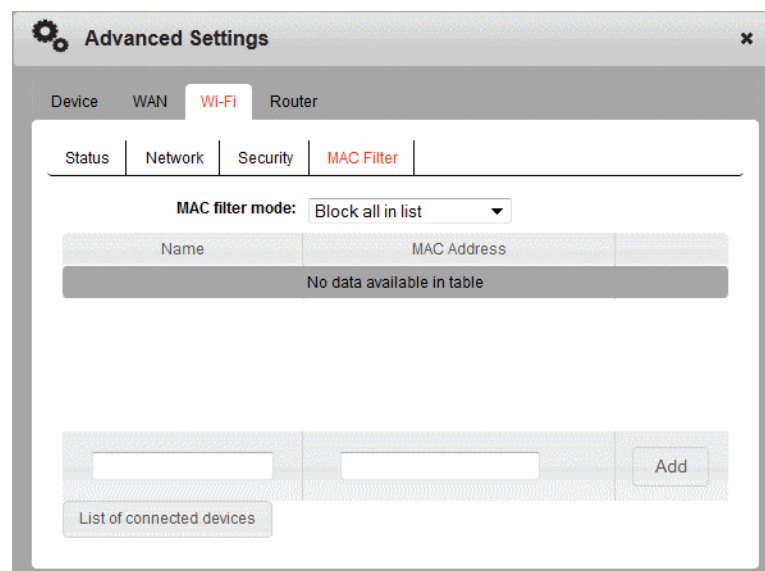 Advanced Settings
Device WAN Wi-Fi Router
Status Network Security MAC Filter
MAC filter mode: Block all in list
Name MAC Address
No data available in table
Add
List of connected devices